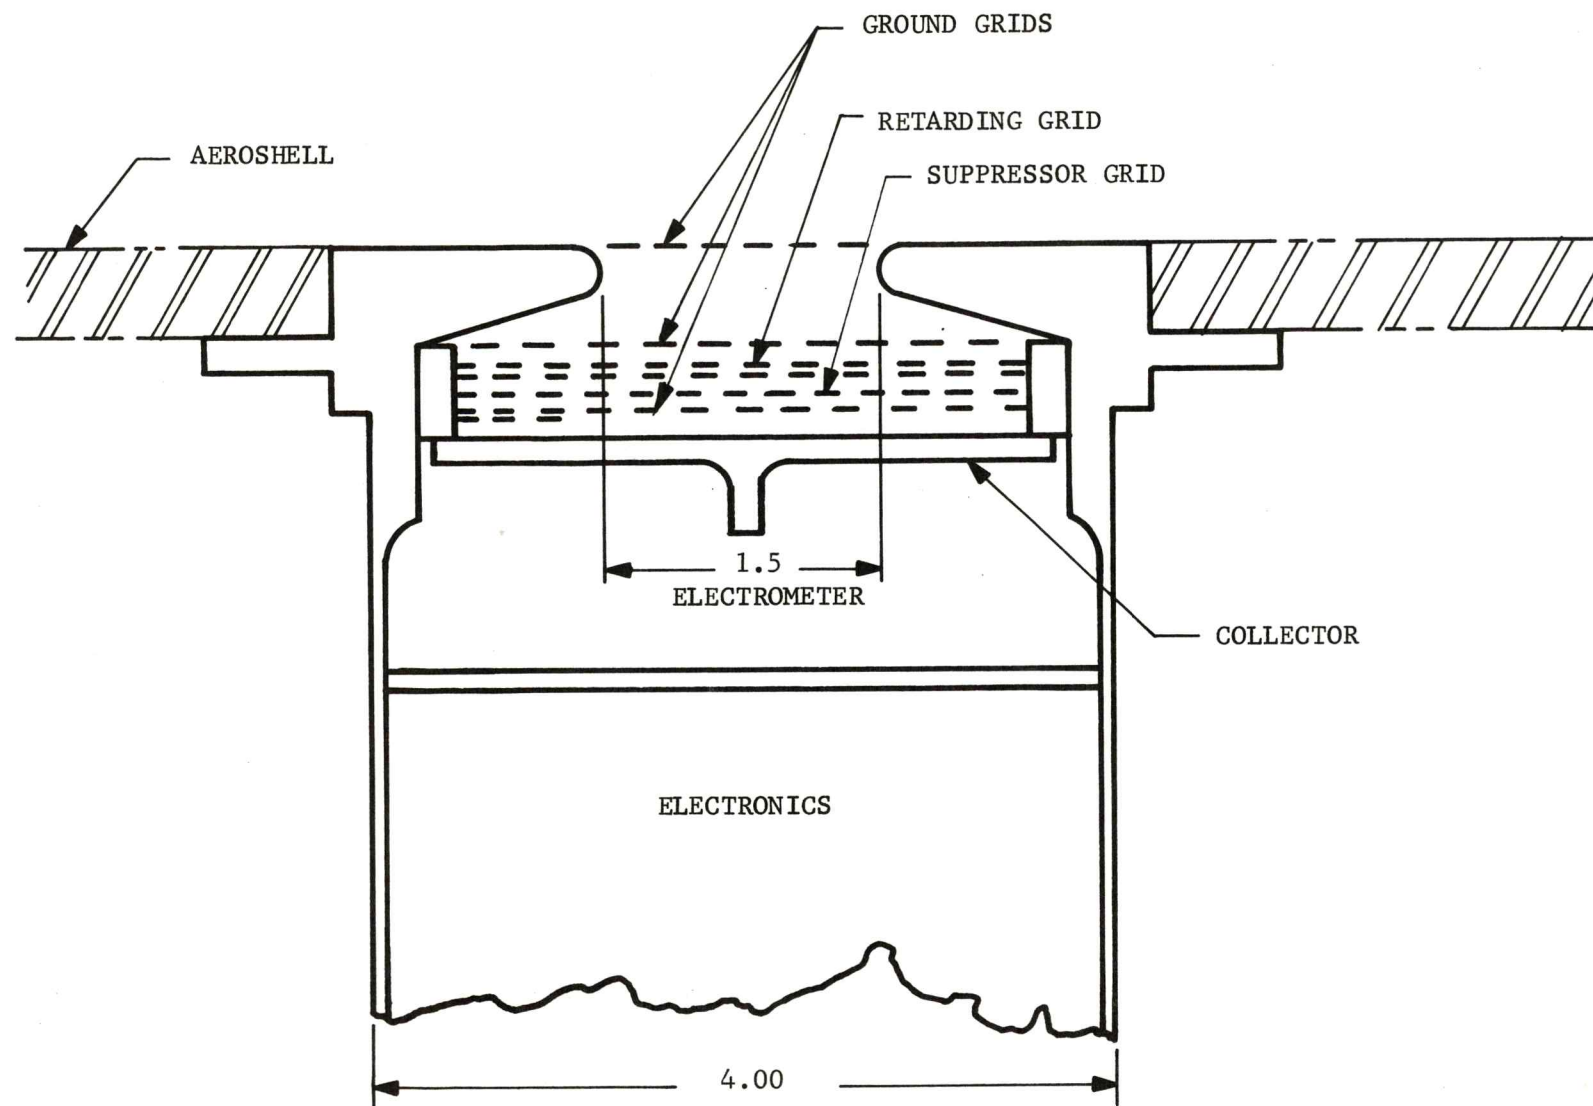 GROUND GRIDS
RETARDING GRID
AEROSHELL
SUPPRESSOR GRID
1.5
ELECTROMETER
COLLECTOR
ELECTRONICS
4.00